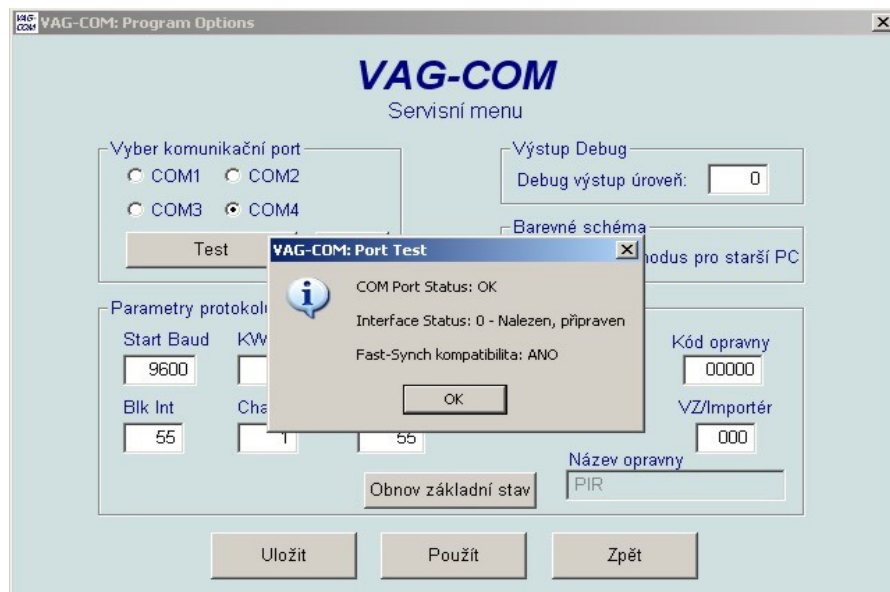 VAG-COM: Program Options
VAG-COM
Servisní menu
Vyber komunikační port
COM1 COM2
COM3 COM4
Test
Výstup Debug
Debug výstup úroveň: 0
Barevné schéma
pro starší PC
VAG-COM: Port Test
COM Port Status: OK
Interface Status: 0 - Nalezen, připraven
Fast-Synch kompatibilita: ANO
OK
Parametry
Start Baud
9600
Blk Int
55
1
55
Kód opravny
00000
VZ/Importér
000
Název opravny
PIR
Obnov základní stav
Uložit Použít Zpět